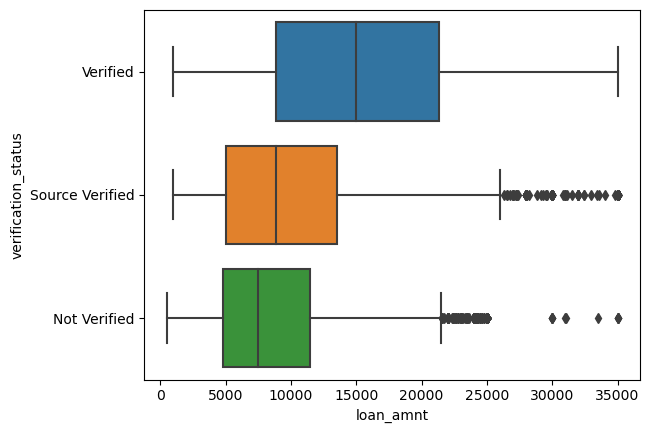 Verified
Source Verified
Not Verified
verification_status
0 5000 10000 15000 20000 25000 30000 35000
loan_amnt